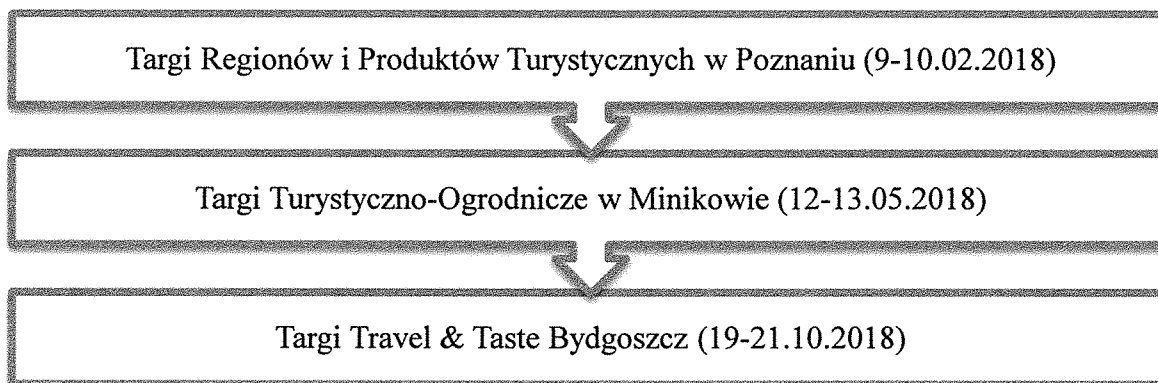 Targi Regionów i Produktów Turystycznych w Poznaniu (9-10.02.2018)
Targi Turystyczno-Ogrodnicze w Minikowie (12-13.05.2018)
Targi Travel & Taste Bydgoszcz (19-21.10.2018)